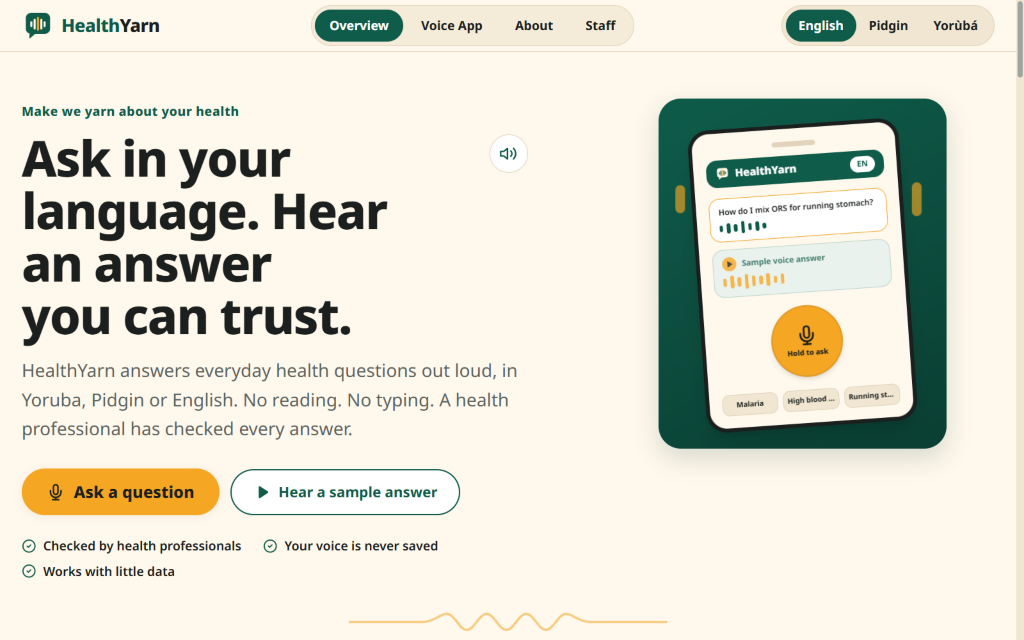 HealthYarn
Overview
Voice App
About
Staff
English
Pidgin
Yorùbá
Make we yarn about your health
Ask in your
language. Hear
an answer
you can trust.
HealthYarn answers everyday health questions out loud, in
Yoruba, Pidgin or English. No reading. No typing. A health
professional has checked every answer.
Ask a question
Hear a sample answer
Checked by health professionals
Your voice is never saved
Works with little data
HealthYarn
EN
How do I mix ORS for running stomach?
Sample voice answer
Hold to ask
Malaria
High blood ...
Running st...